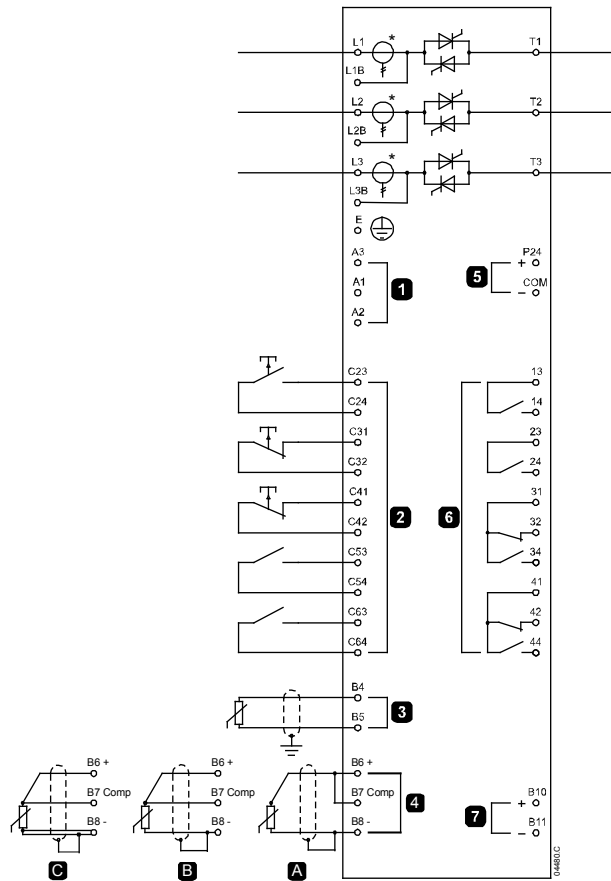 L1 * T1
L1B
L2 * T2
L2B
L3 * T3
L3B
E
A3 P24
1 5 +
A1 COM
-
A2
C23 13
C24 14
C31 23
C32 24
C41 31
2 6
C42 32
C53 34
C54 41
C63 42
C64 44
B4
3
B5
B6 + B6 + B6 +
B7 Comp B7 Comp B7 Comp 4 7 + B10
B8 - B8 - B8 - - B11
C B A
04480.C